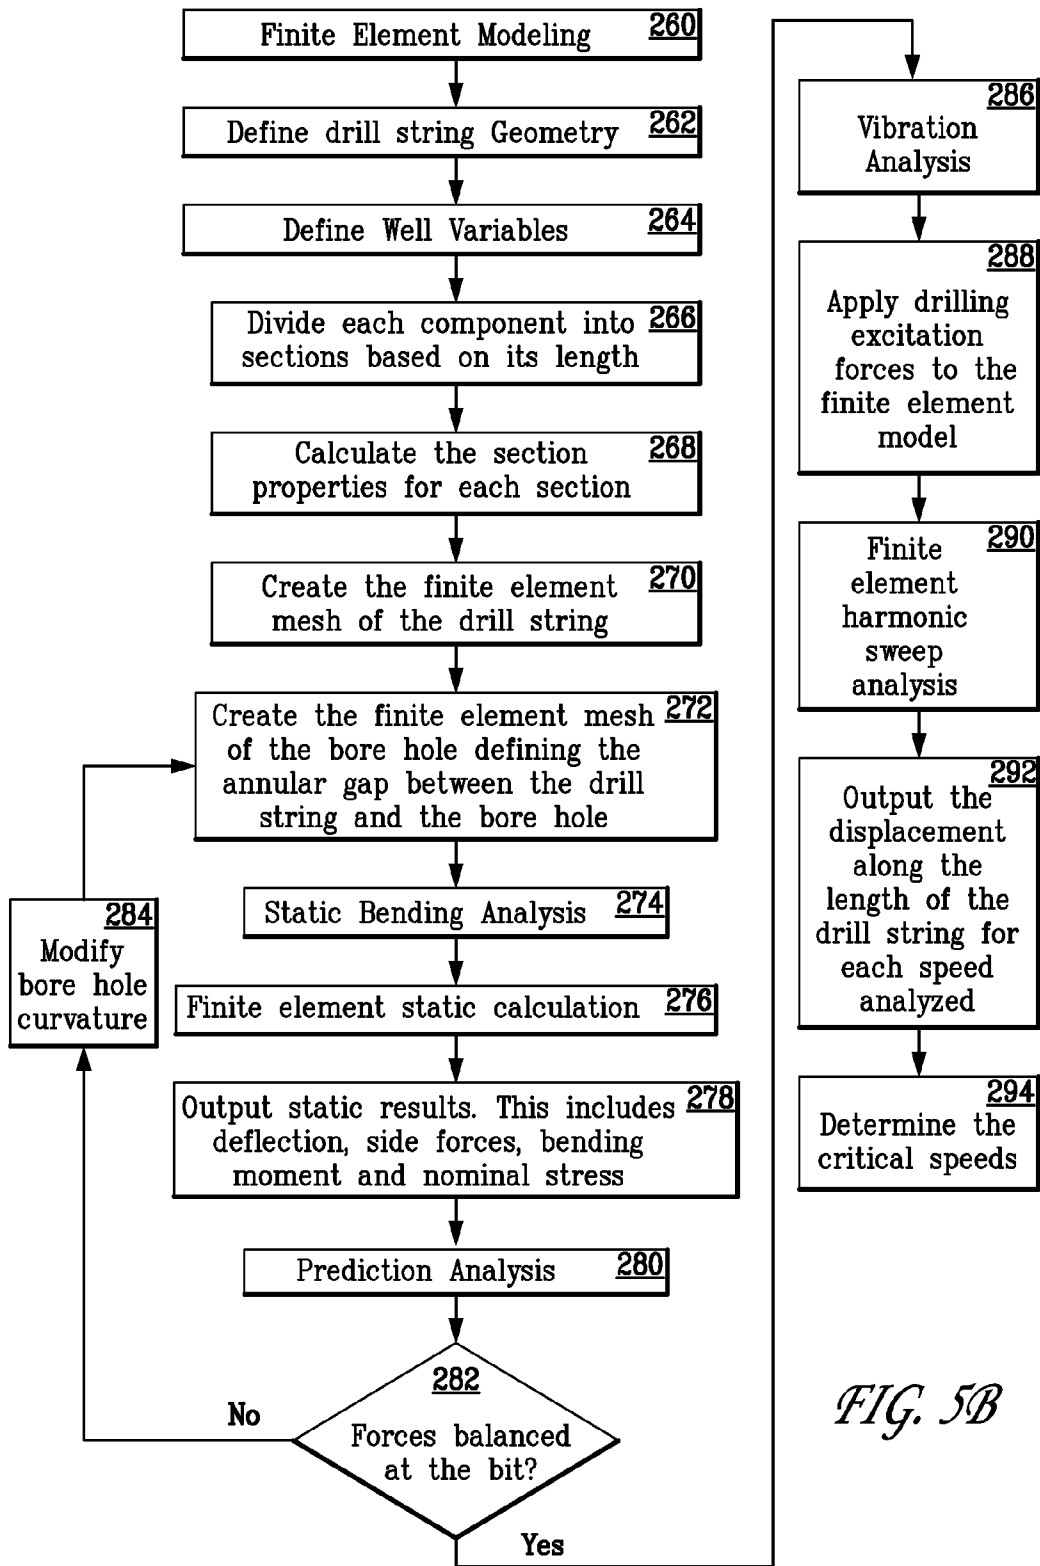 Finite Element Modeling 260
Define drill string Geometry 262
Define Well Variables 264
Divide each component into 266
sections based on its length
Calculate the section 268
properties for each section
Create the finite element 270
mesh of the drill string
Create the finite element mesh 272
of the bore hole defining the
annular gap between the drill
string and the bore hole
Static Bending Analysis 274
Finite element static calculation 276
Output static results. This includes 278
deflection, side forces, bending
moment and nominal stress
Prediction Analysis 280
282
Forces balanced
at the bit?
No
284
Modify
bore hole
curvature
Yes
286
Vibration
Analysis
288
Apply drilling
excitation
forces to the
finite element
model
290
Finite
element
harmonic
sweep
analysis
292
Output the
displacement
along the
length of the
drill string for
each speed
analyzed
294
Determine the
critical speeds
FIG. 5B